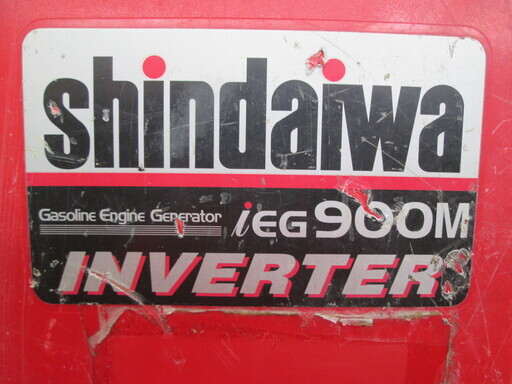 shindaiwa
Gasoline Engine Generator iEG900M
INVERTER